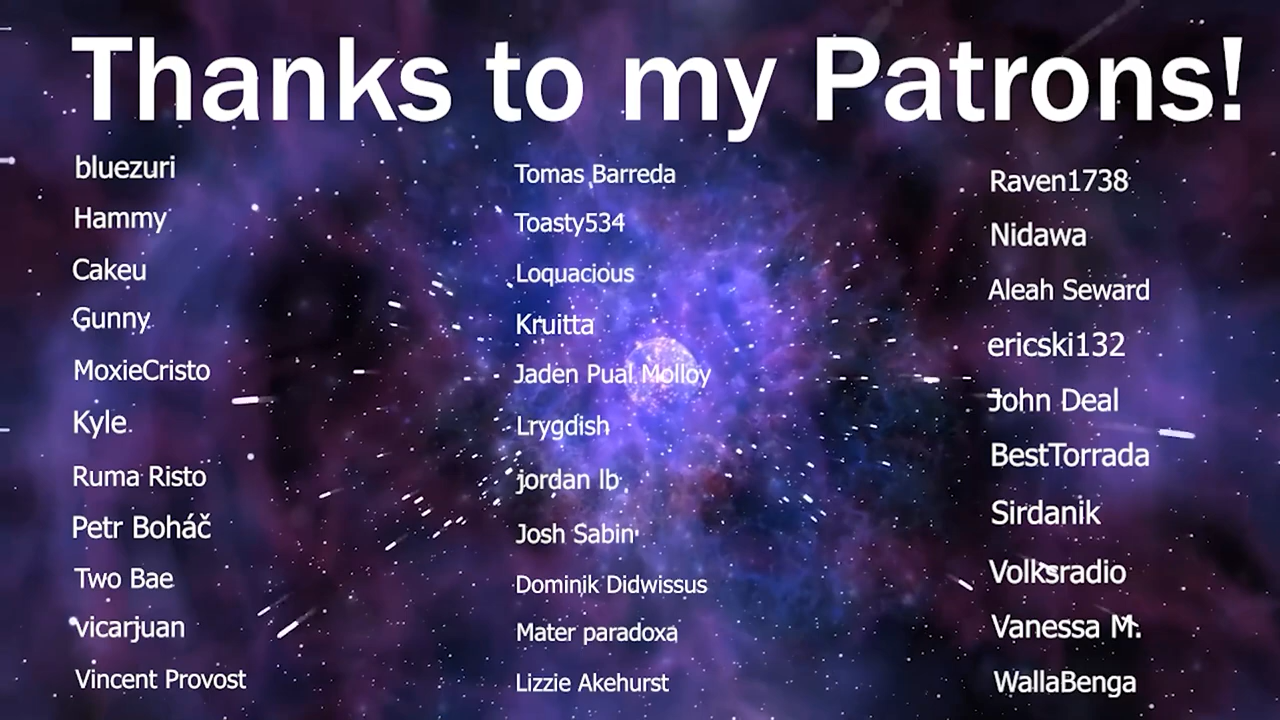 Thanks to my Patrons!
bluezuri
Hammy
Cakeu
Gunny
MoxieCristo
Kyle
Ruma Risto
Petr Boháč
Two Bae
vicarjuan
Vincent Provost
Tomas Barreda
Toasty534
Loquacious
Kruitta
Jaden Pual Molloy
Lrygdish
jordan lb
Josh Sabin
Dominik Didwissus
Mater paradoxa
Lizzie Akehurst
Raven1738
Nidawa
Aleah Seward
ericski132
John Deal
BestTorrada
Sirdanik
Volksradio
Vanessa M.
WallaBenga